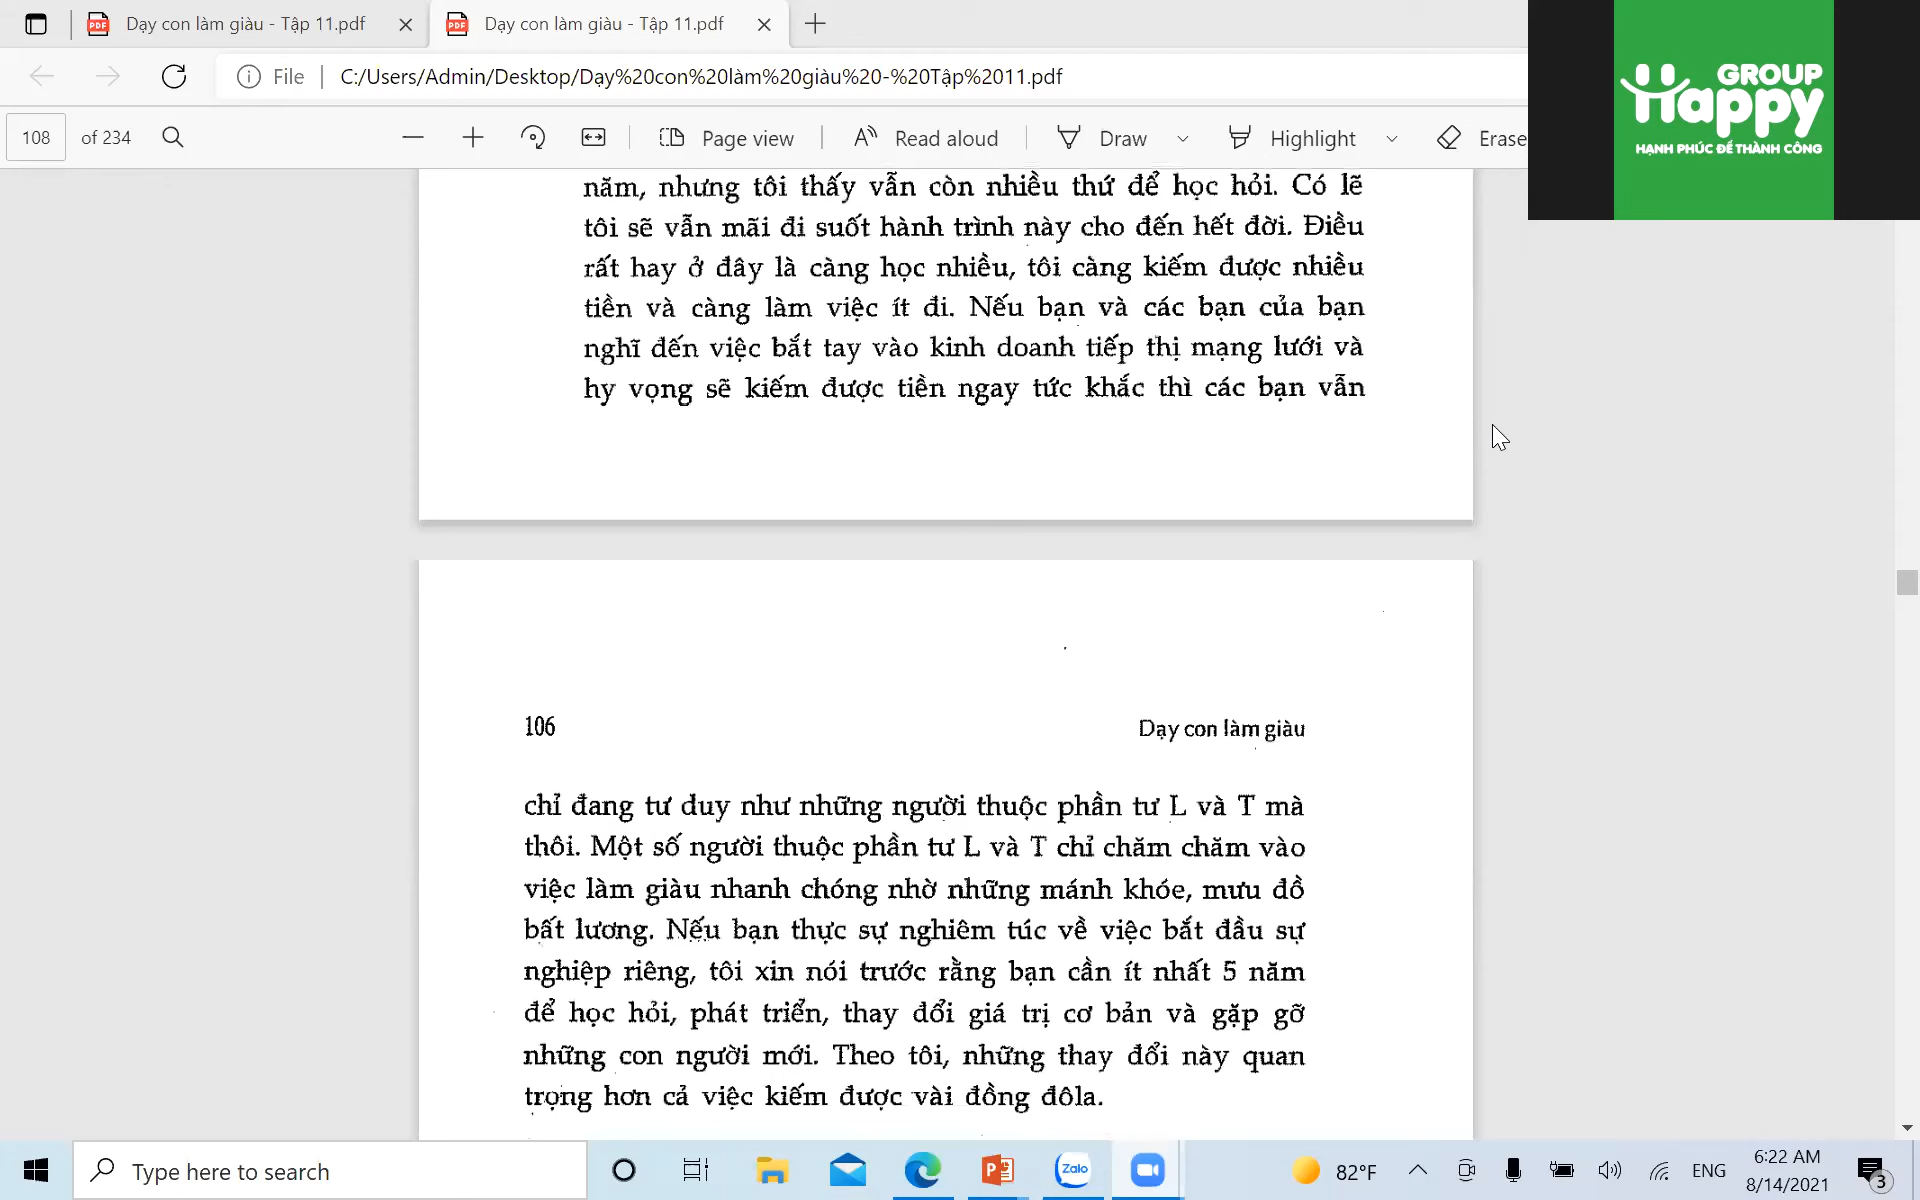 Dạy con làm giàu - Tập 11.pdf
Dạy con làm giàu - Tập 11.pdf
File
C:/Users/Admin/Desktop/Dạy%20con%20làm%20giàu%20-%20Tập%2011.pdf
108 of 234
Page view
Read aloud
Draw
Highlight
Erase
GROUP
Happy
HẠNH PHÚC ĐỂ THÀNH CÔNG
năm, nhưng tôi thấy vẫn còn nhiều thứ để học hỏi. Có lẽ
tôi sẽ vẫn mãi đi suốt hành trình này cho đến hết đời. Điều
rất hay ở đây là càng học nhiều, tôi càng kiếm được nhiều
tiền và càng làm việc ít đi. Nếu bạn và các bạn của bạn
nghĩ đến việc bắt tay vào kinh doanh tiếp thị mạng lưới và
hy vọng sẽ kiếm được tiền ngay tức khắc thì các bạn vẫn
106
Dạy con làm giàu
chỉ đang tư duy như những người thuộc phần tư L và T mà
thôi. Một số người thuộc phần tư L và T chỉ chăm chăm vào
việc làm giàu nhanh chóng nhờ những mánh khóe, mưu đồ
bất lương. Nếu bạn thực sự nghiêm túc về việc bắt đầu sự
nghiệp riêng, tôi xin nói trước rằng bạn cần ít nhất 5 năm
để học hỏi, phát triển, thay đổi giá trị cơ bản và gặp gỡ
những con người mới. Theo tôi, những thay đổi này quan
trọng hơn cả việc kiếm được vài đồng đôla.
Type here to search
Zalo
82°F
ENG
6:22 AM
8/14/2021
3